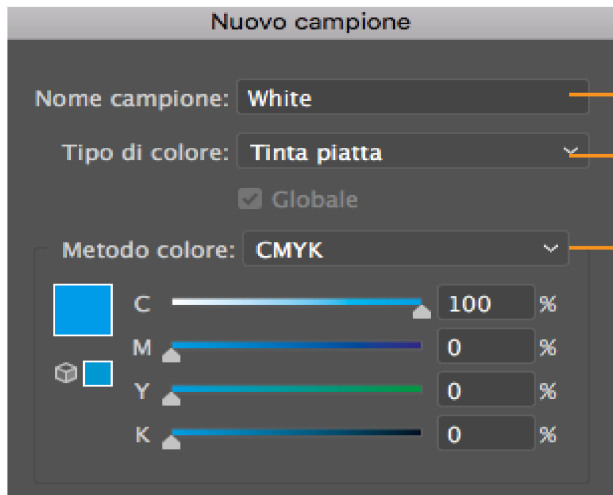 Nuovo campione
Nome campione: White
Tipo di colore: Tinta piatta
Globale
Metodo colore: CMYK
C 100 %
M 0 %
Y 0 %
K 0 %